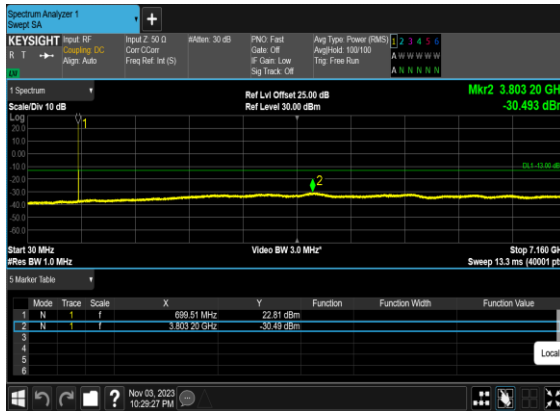 Spectrum Analyzer 1
Swept SA
KEYSIGHT
R T
Input: RF
Coupling: DC
Align: Auto
Input Z: 50 Ω
Corr CCorr
Freq Ref: Int (S)
#Atten: 30 dB
PNO: Fast
Gate: Off
IF Gain: Low
Sig Track: Off
Avg Type: Power (RMS)
Avg|Hold: 100/100
Trig: Free Run
1 2 3 4 5 6
A W W W W W
A N N N N N
1 Spectrum
Scale/Div 10 dB
Ref Lvl Offset 25.00 dB
Ref Level 30.00 dBm
Mkr2 3.803 20 GHz
-30.493 dBm
Log
20.0
10.0
0.00
-10.0
-20.0
-30.0
-40.0
-50.0
-60.0
1
2
DL1 -13.00 dBm
Start 30 MHz
#Res BW 1.0 MHz
Video BW 3.0 MHz*
Stop 7.160 GHz
Sweep 13.3 ms (40001 pts)
5 Marker Table
Mode Trace Scale X Y Function Function Width Function Value
1 N 1 f 699.51 MHz 22.81 dBm
2 N 1 f 3.803 20 GHz -30.49 dBm
3
4
5
6
Local
?
Nov 03, 2023
10:29:27 PM